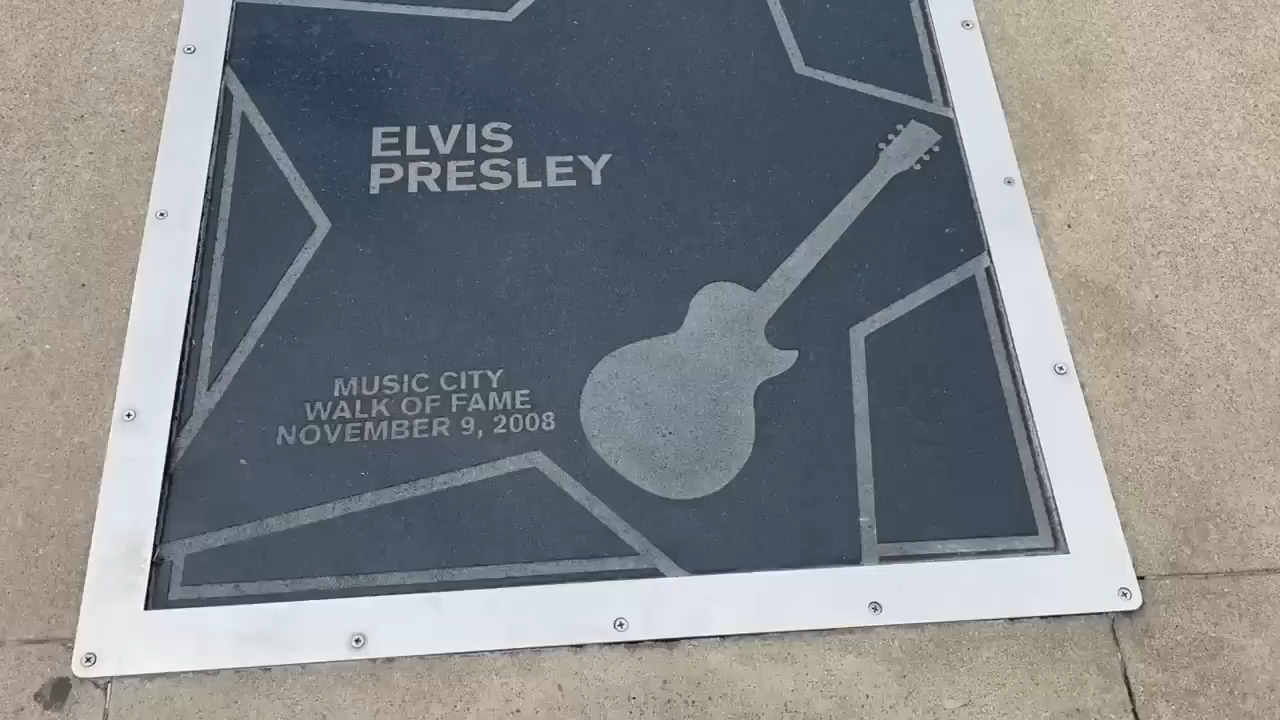 ELVIS
PRESLEY
MUSIC CITY
WALK OF FAME
NOVEMBER 9, 2008